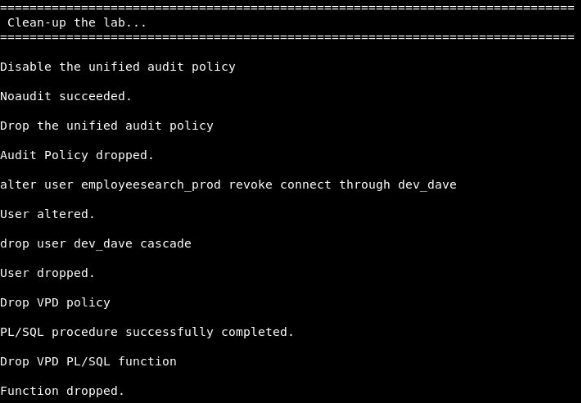 ==============================================================================
Clean-up the lab...
==============================================================================
Disable the unified audit policy
Noaudit succeeded.
Drop the unified audit policy
Audit Policy dropped.
alter user employeesearch_prod revoke connect through dev_dave
User altered.
drop user dev_dave cascade
User dropped.
Drop VPD policy
PL/SQL procedure successfully completed.
Drop VPD PL/SQL function
Function dropped.